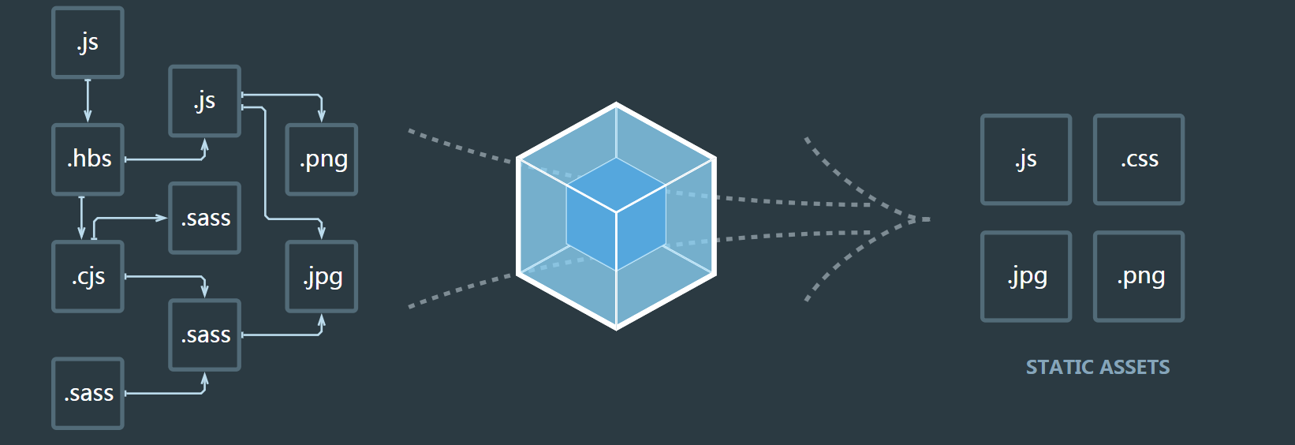 .js
.js
.hbs
.png
.sass
.cjs
.jpg
.sass
.sass
.js
.css
.jpg
.png
STATIC ASSETS